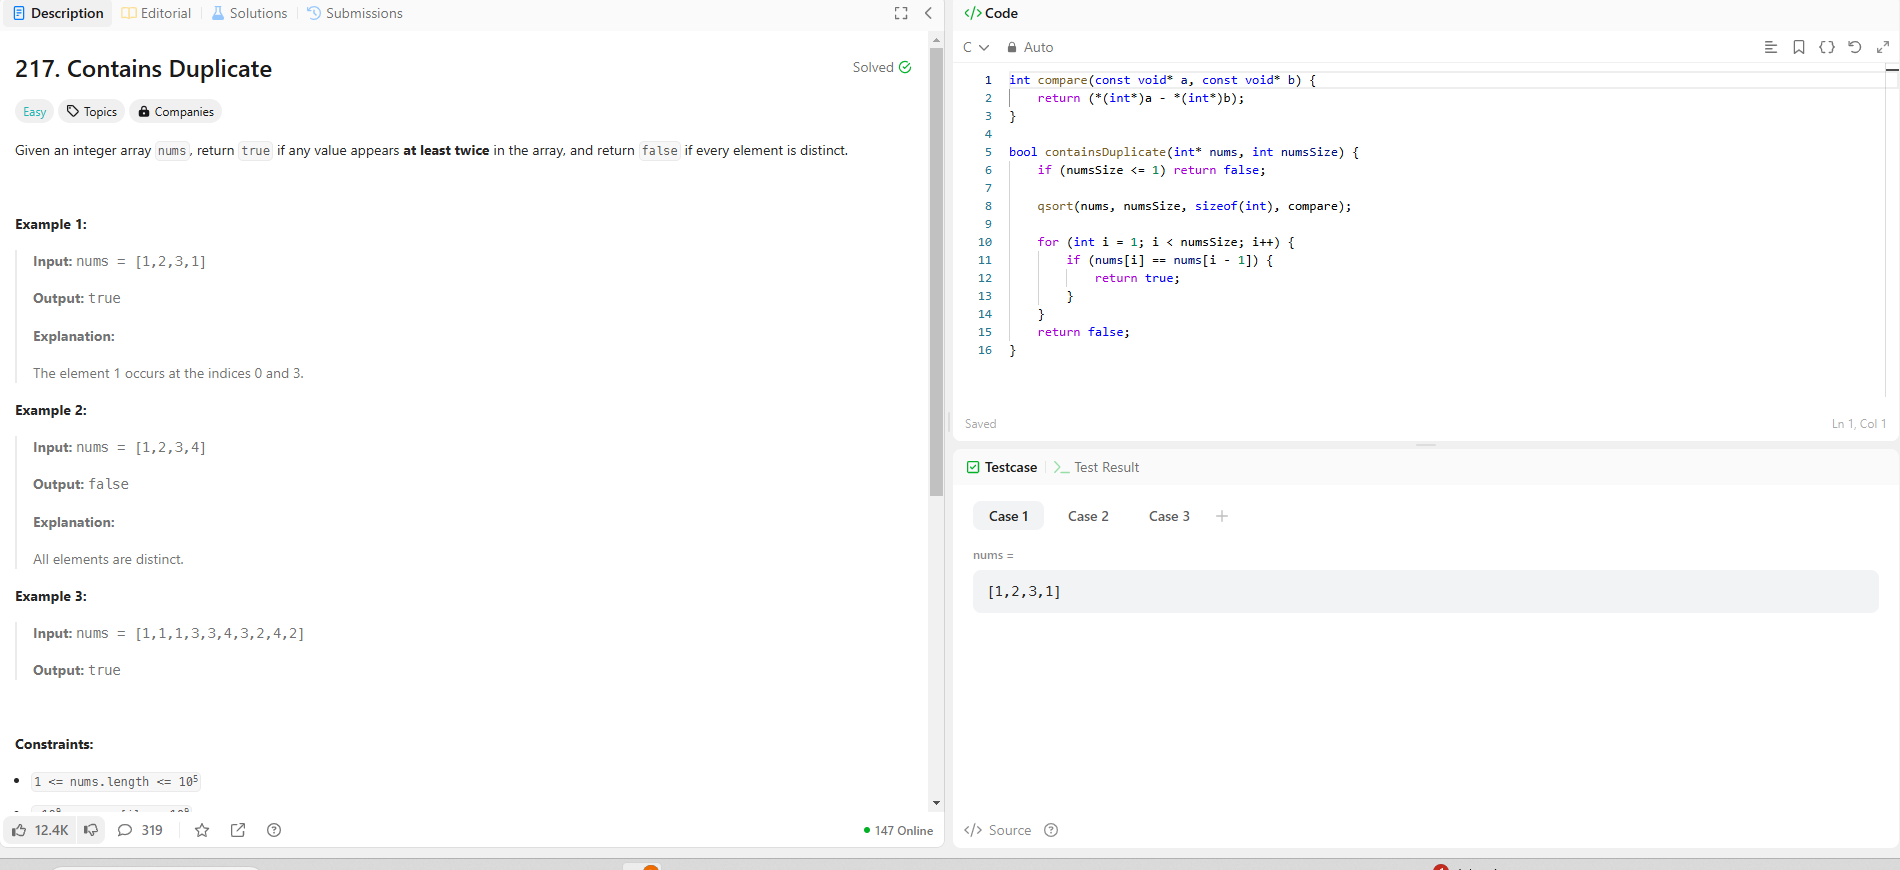 Description
Editorial
Solutions
Submissions
217. Contains Duplicate
Solved
Easy
Topics
Companies
Given an integer array nums, return true if any value appears at least twice in the array, and return false if every element is distinct.
Example 1:
Input: nums = [1,2,3,1]
Output: true
Explanation:
The element 1 occurs at the indices 0 and 3.
Example 2:
Input: nums = [1,2,3,4]
Output: false
Explanation:
All elements are distinct.
Example 3:
Input: nums = [1,1,1,3,3,4,3,2,4,2]
Output: true
Constraints:
1 <= nums.length <= 10⁵
12.4K
319
147 Online
</> Code
C
Auto
1 int compare(const void* a, const void* b) {
2     return (*(int*)a - *(int*)b);
3 }
4
5 bool containsDuplicate(int* nums, int numsSize) {
6     if (numsSize <= 1) return false;
7
8     qsort(nums, numsSize, sizeof(int), compare);
9
10     for (int i = 1; i < numsSize; i++) {
11         if (nums[i] == nums[i - 1]) {
12             return true;
13         }
14     }
15     return false;
16 }
Saved
Ln 1, Col 1
Testcase
>_ Test Result
Case 1
Case 2
Case 3
+
nums =
[1,2,3,1]
</> Source